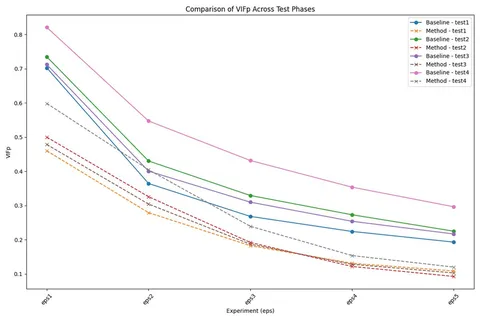 Comparison of VIFp Across Test Phases
Baseline - test1
Method - test1
Baseline - test2
Method - test2
Baseline - test3
Method - test3
Baseline - test4
Method - test4
VIFp
0.8
0.7
0.6
0.5
0.4
0.3
0.2
0.1
eps1
eps2
eps3
eps4
eps5
Experiment (eps)